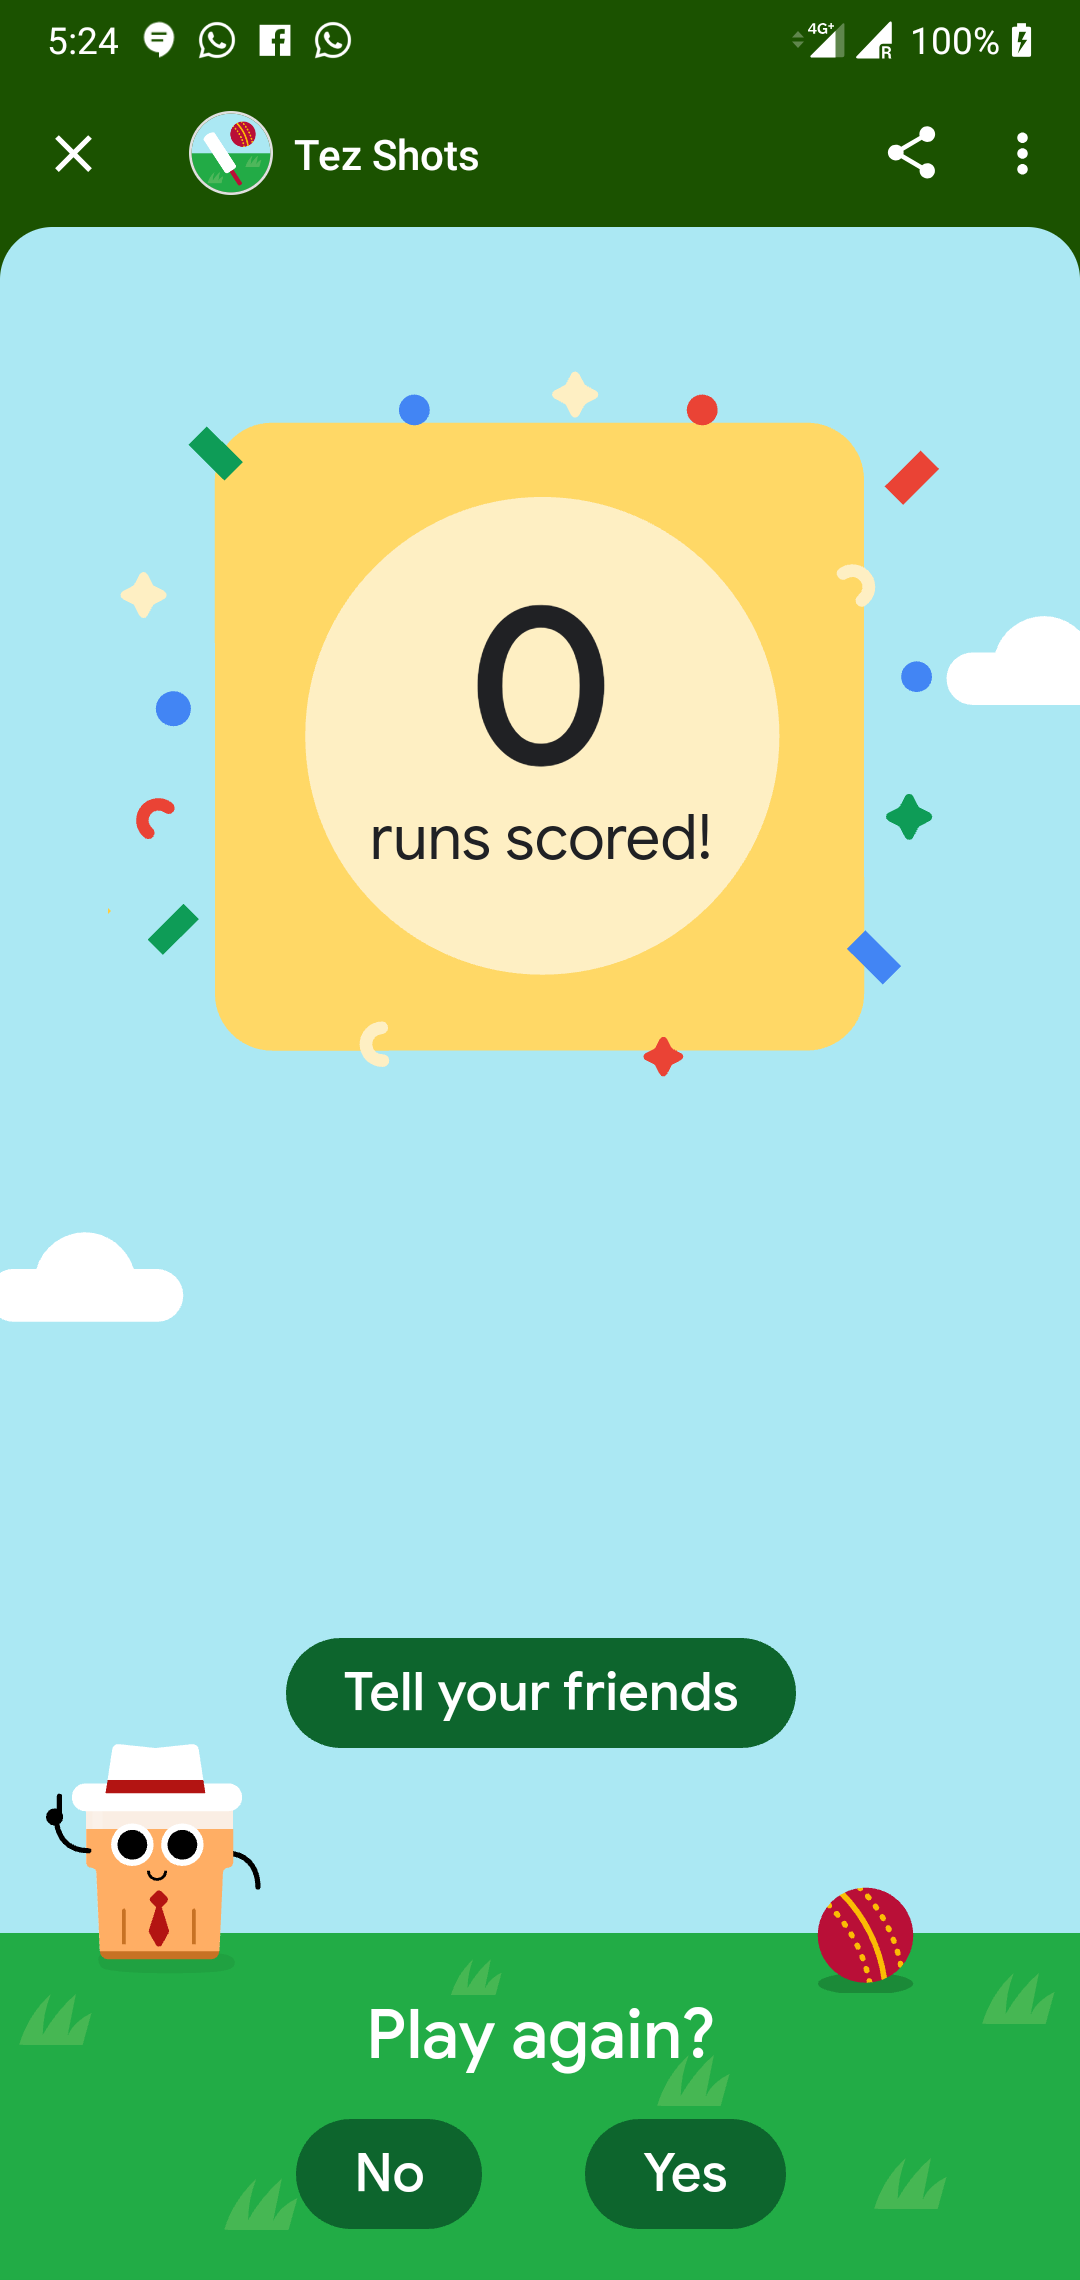 5:24
4G+
R
100%
Tez Shots
0
runs scored!
Tell your friends
Play again?
No
Yes